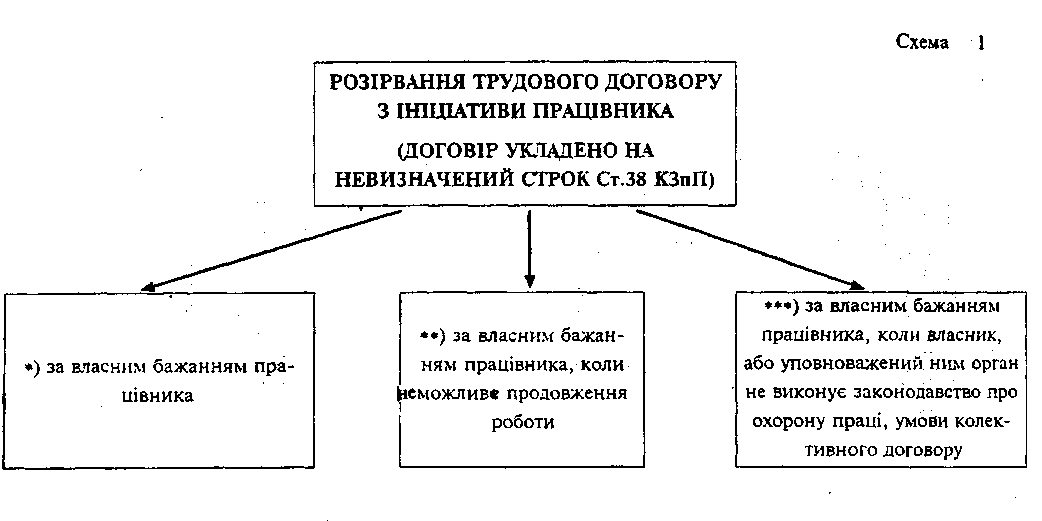 Схема 1
РОЗІРВАННЯ ТРУДОВОГО ДОГОВОРУ
З ІНІЦІАТИВИ ПРАЦІВНИКА
(ДОГОВІР УКЛАДЕНО НА
НЕВИЗНАЧЕНИЙ СТРОК Ст.38 КЗпП)
*) за власним бажанням пра-
цівника
**) за власним бажан-
ням працівника, коли
неможливе продовження
роботи
***) за власним бажанням
працівника, коли власник,
або уповноважений ним орган
не виконує законодавство про
охорону праці, умови колек-
тивного договору